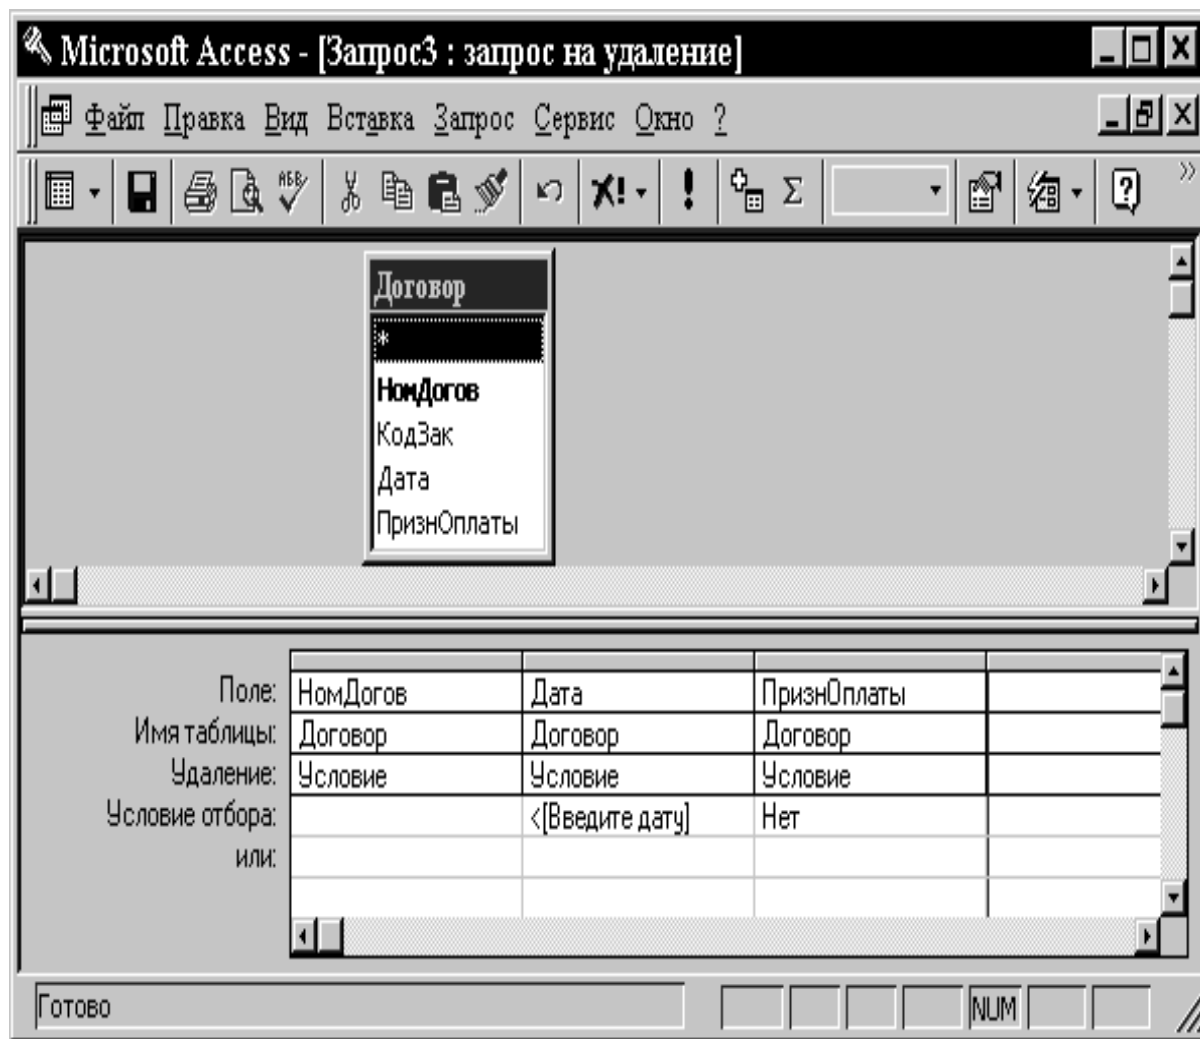 Microsoft Access - [Запрос3 : запрос на удаление]
Файл Правка Вид Вставка Запрос Сервис Окно ?
Договор
*
НомДогов
КодЗак
Дата
ПризнОплаты
Поле: НомДогов Дата ПризнОплаты
Имя таблицы: Договор Договор Договор
Удаление: Условие Условие Условие
Условие отбора: <[Введите дату] Нет
или:
Готово NUM